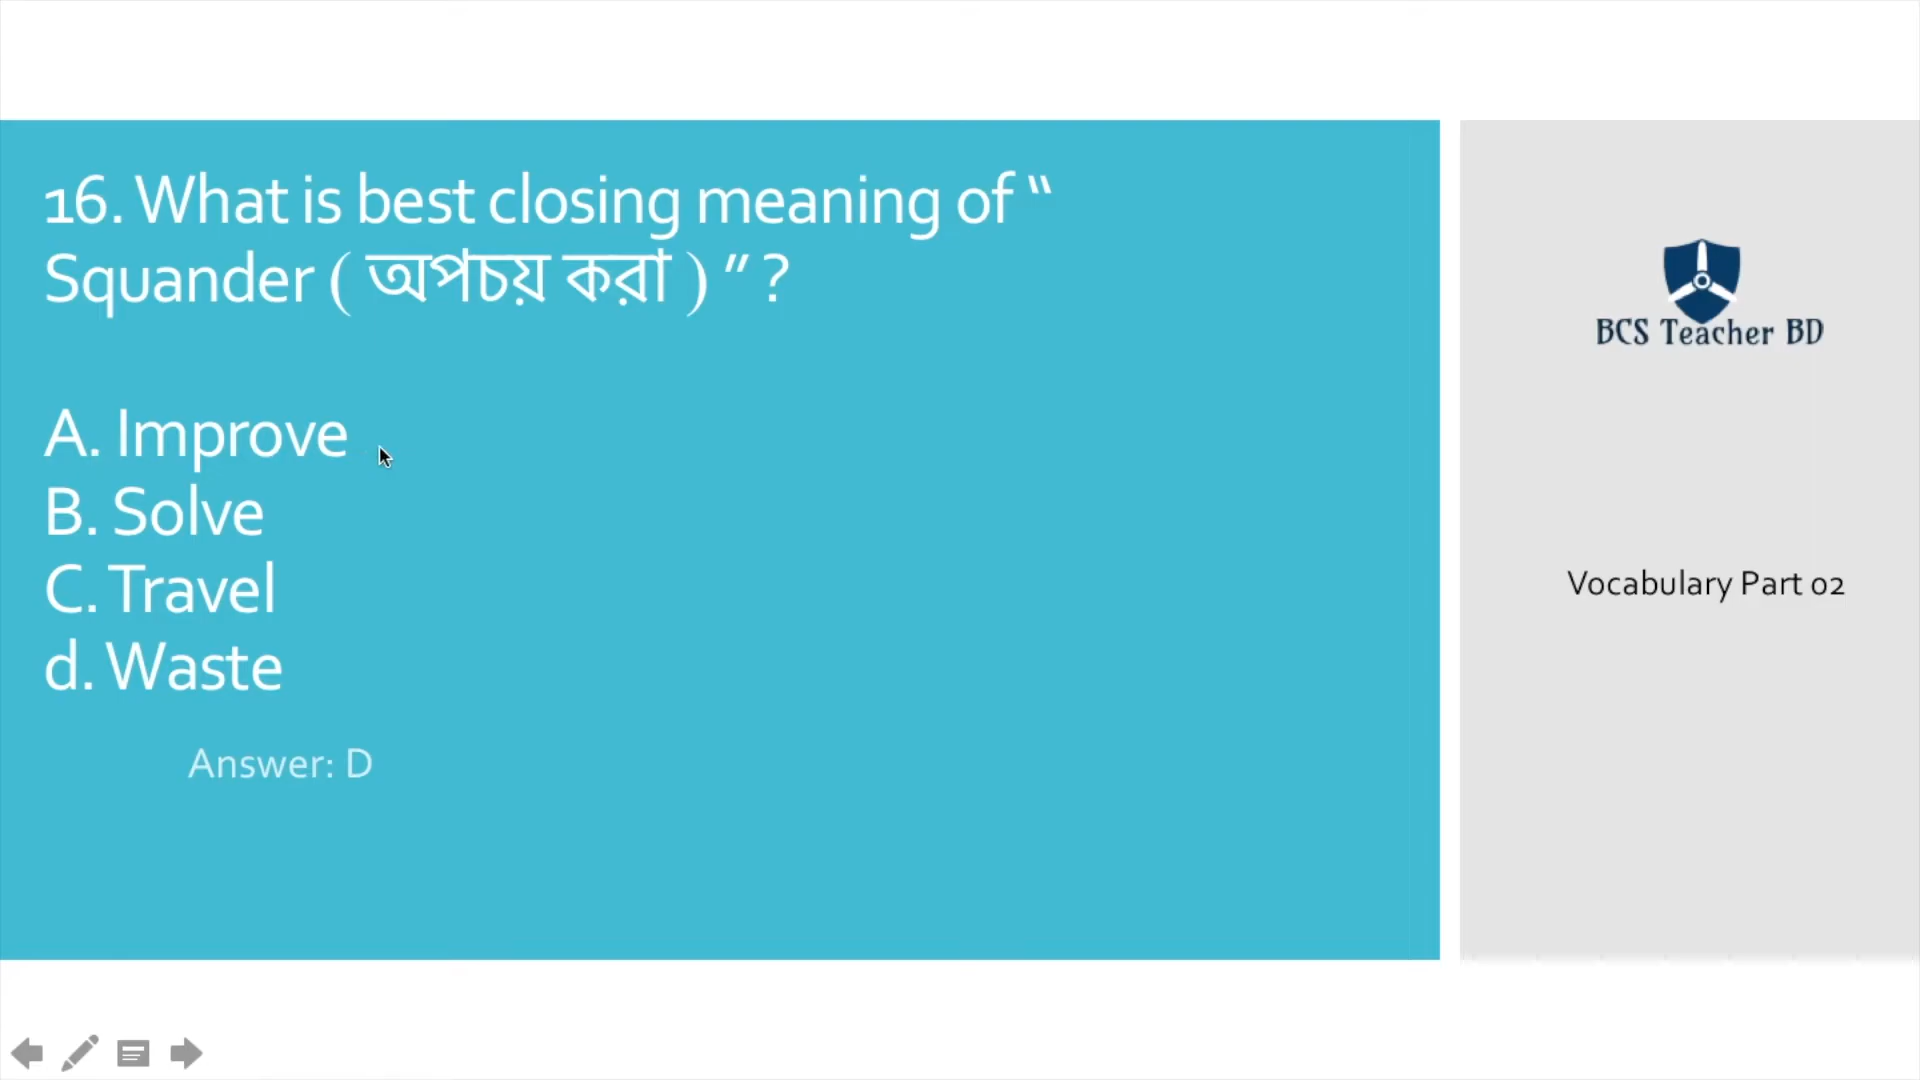 16. What is best closing meaning of “
Squander ( অপচয় করা ) ” ?
A. Improve
B. Solve
C. Travel
d. Waste
Answer: D
BCS Teacher BD
Vocabulary Part 02